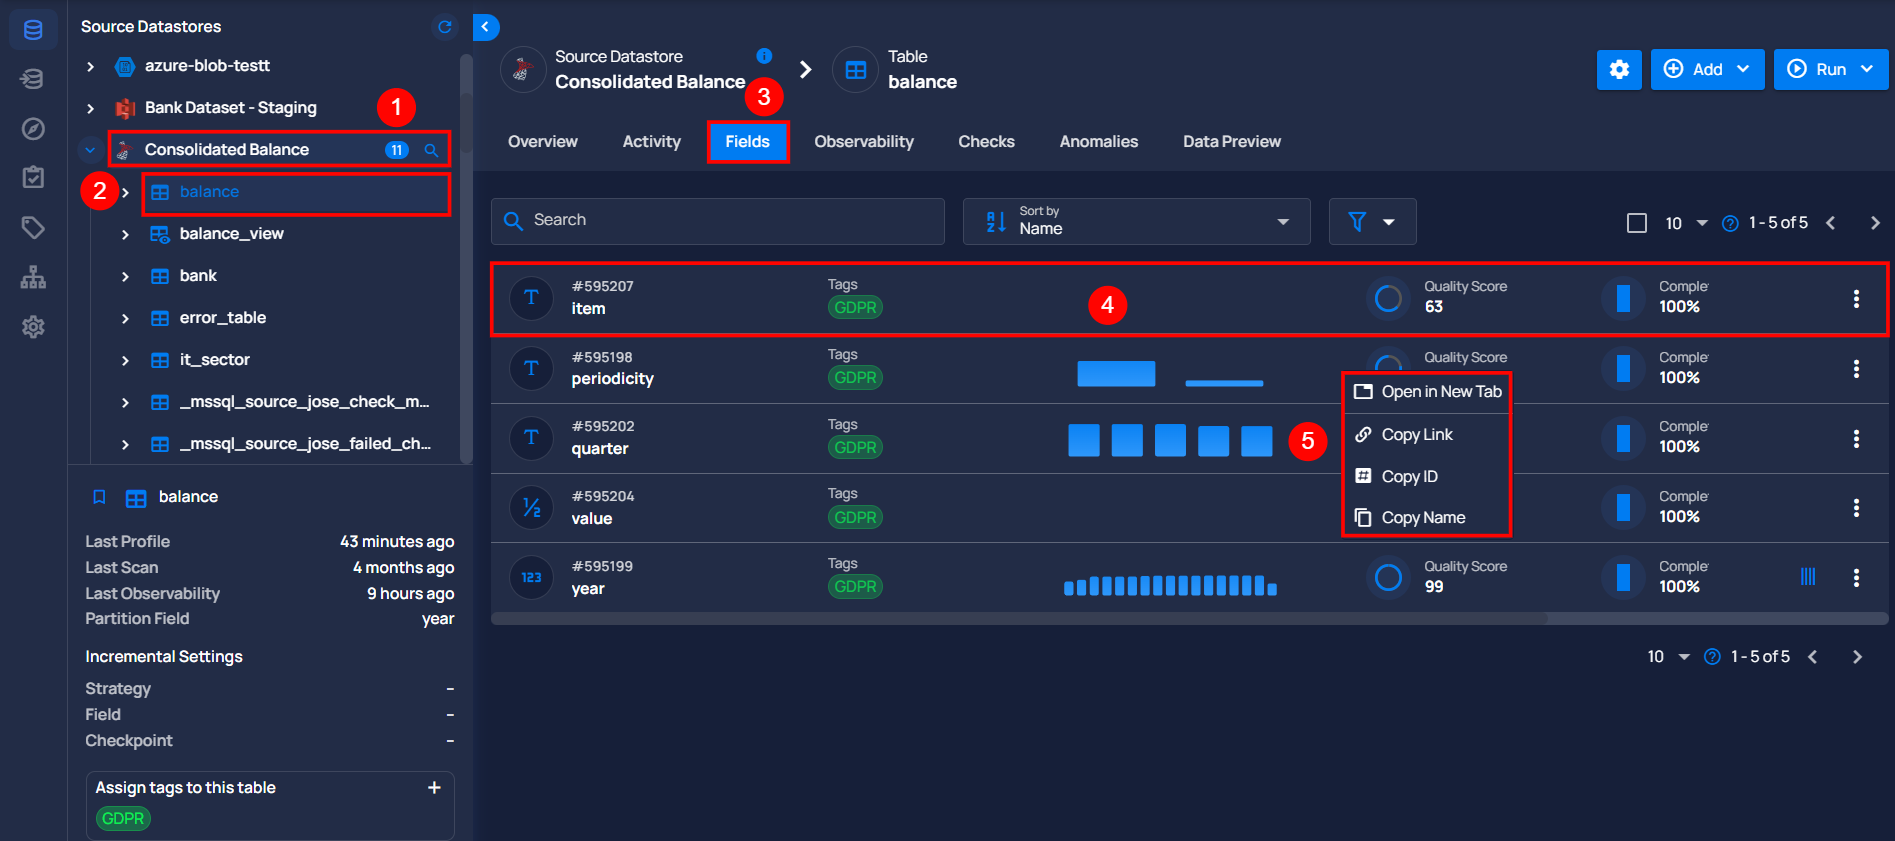 Source Datastores
azure-blob-testt
Bank Dataset - Staging
1
Consolidated Balance 11
2
balance
balance_view
bank
error_table
it_sector
_mssql_source_jose_check_m...
_mssql_source_jose_failed_ch...
balance
Last Profile 43 minutes ago
Last Scan 4 months ago
Last Observability 9 hours ago
Partition Field year
Incremental Settings
Strategy –
Field –
Checkpoint –
Assign tags to this table +
GDPR
Source Datastore
Consolidated Balance
Table
balance
Add
Run
3
Overview Activity Fields Observability Checks Anomalies Data Preview
Search
Sort by
Name
10 1 - 5 of 5
#595207
item
Tags
GDPR
4
Quality Score
63
Comple
100%
#595198
periodicity
Tags
GDPR
Quality Score
Comple
100%
#595202
quarter
Tags
GDPR
5
Comple
100%
#595204
value
Tags
GDPR
Comple
100%
#595199
year
Tags
GDPR
Quality Score
99
Comple
100%
Open in New Tab
Copy Link
Copy ID
Copy Name
10 1 - 5 of 5